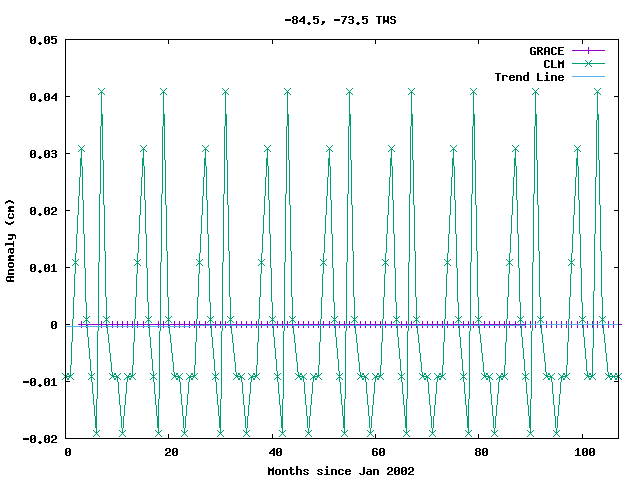 -84.5, -73.5 TWS
GRACE
CLM
Trend Line
0.05
0.04
0.03
0.02
0.01
0
-0.01
-0.02
Anomaly (cm)
0 20 40 60 80 100
Months since Jan 2002